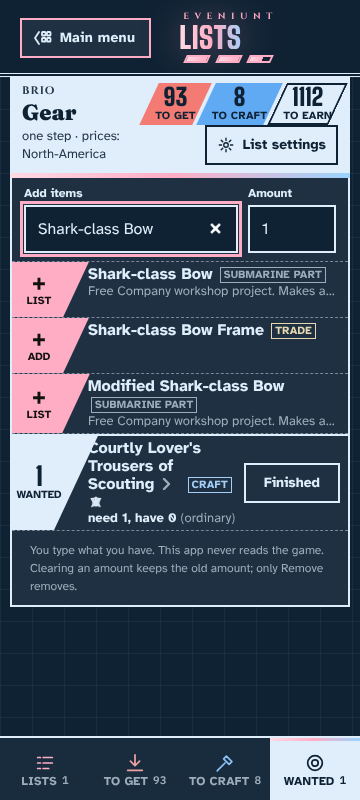 Main menu
EVENIUNT
LISTS
BRIO
Gear
one step · prices:
North-America
93
TO GET
8
TO CRAFT
1112
TO EARN
List settings
Add items
Amount
Shark-class Bow
1
+
LIST
Shark-class Bow SUBMARINE PART
Free Company workshop project. Makes a...
+
ADD
Shark-class Bow Frame TRADE
+
LIST
Modified Shark-class Bow
SUBMARINE PART
Free Company workshop project. Makes a...
1
WANTED
Courtly Lover's
Trousers of
Scouting
CRAFT
Finished
need 1, have 0 (ordinary)
You type what you have. This app never reads the game.
Clearing an amount keeps the old amount; only Remove
removes.
LISTS 1
TO GET 93
TO CRAFT 8
WANTED 1